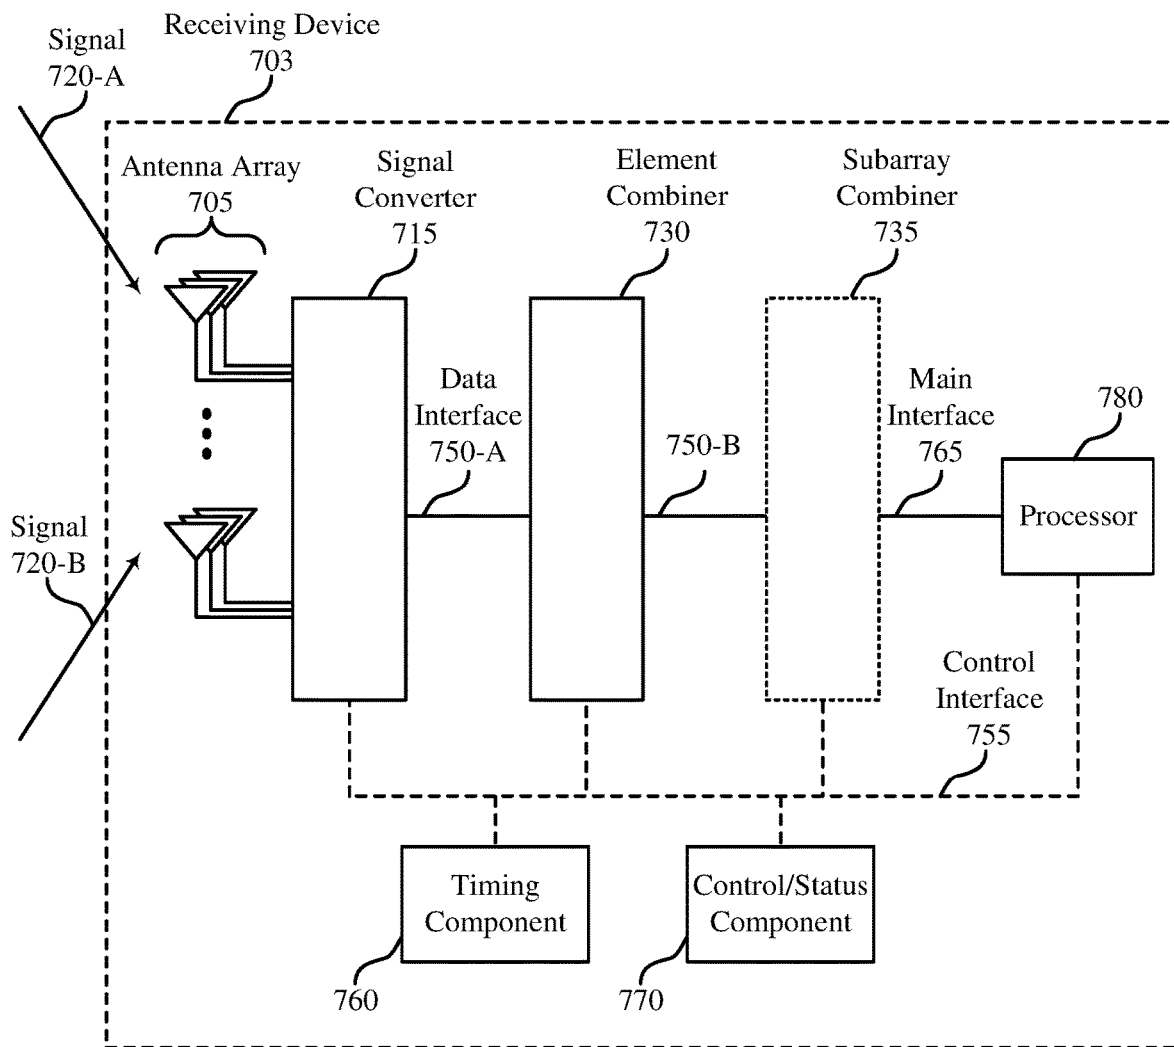 Receiving Device
703
Signal
720-A
Antenna Array
705
Signal
Converter
715
Element
Combiner
730
Subarray
Combiner
735
Data
Interface
750-A
750-B
Main
Interface
765
780
Processor
Signal
720-B
Control
Interface
755
Timing
Component
760
Control/Status
Component
770